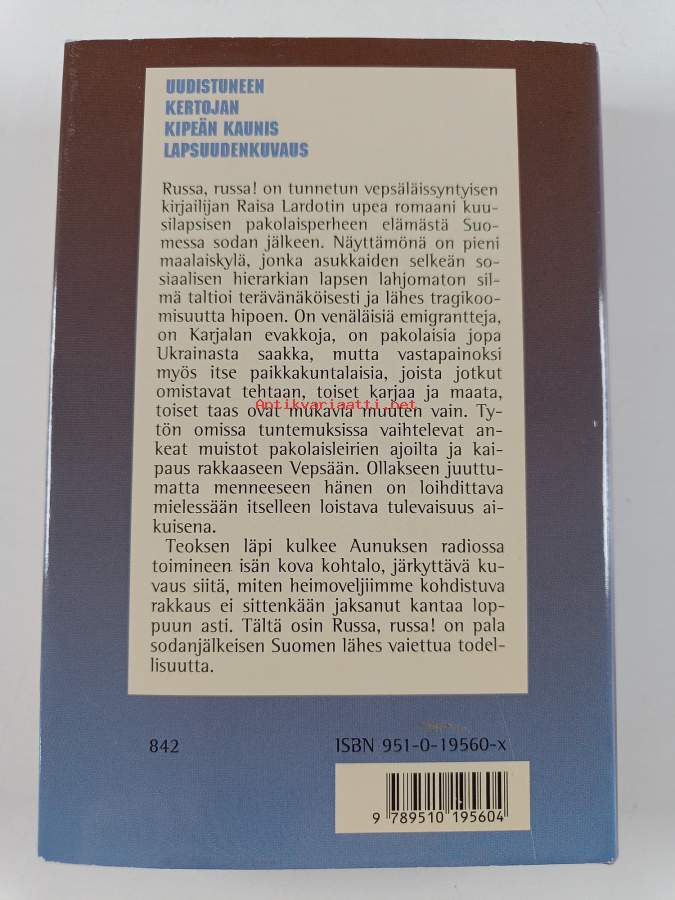 UUDISTUNEEN
KERTOJAN
KIPEÄN KAUNIS
LAPSUUDENKUVAUS
Russa, russa! on tunnetun vepsäläissyntyisen
kirjailijan Raisa Lardotin upea romaani kuu-
silapsisen pakolaisperheen elämästä Suo-
messa sodan jälkeen. Näyttämönä on pieni
maalaiskylä, jonka asukkaiden selkeän so-
siaalisen hierarkian lapsen lahjomaton sil-
mä taltioi terävänäköisesti ja lähes tragikoo-
misuutta hipoen. On venäläisiä emigrantteja,
on Karjalan evakkoja, on pakolaisia jopa
Ukrainasta saakka, mutta vastapainoksi
myös itse paikkakuntalaisia, joista jotkut
omistavat tehtaan, toiset karjaa ja maata,
Antikvariaatti.net
toiset taas ovat mukavia muuten vain. Ty-
tön omissa tuntemuksissa vaihtelevat an-
keat muistot pakolaisleirien ajoilta ja kai-
paus rakkaaseen Vepsään. Ollakseen juuttu-
matta menneeseen hänen on loihdittava
mielessään itselleen loistava tulevaisuus ai-
kuisena.
Teoksen läpi kulkee Aunuksen radiossa
toimineen isän kova kohtalo, järkyttävä ku-
vaus siitä, miten heimoveljiimme kohdistuva
rakkaus ei sittenkään jaksanut kantaa lop-
puun asti. Tältä osin Russa, russa! on pala
sodanjälkeisen Suomen lähes vaiettua todel-
lisuutta.
842
ISBN 951-0-19560-x
9 789510 195604